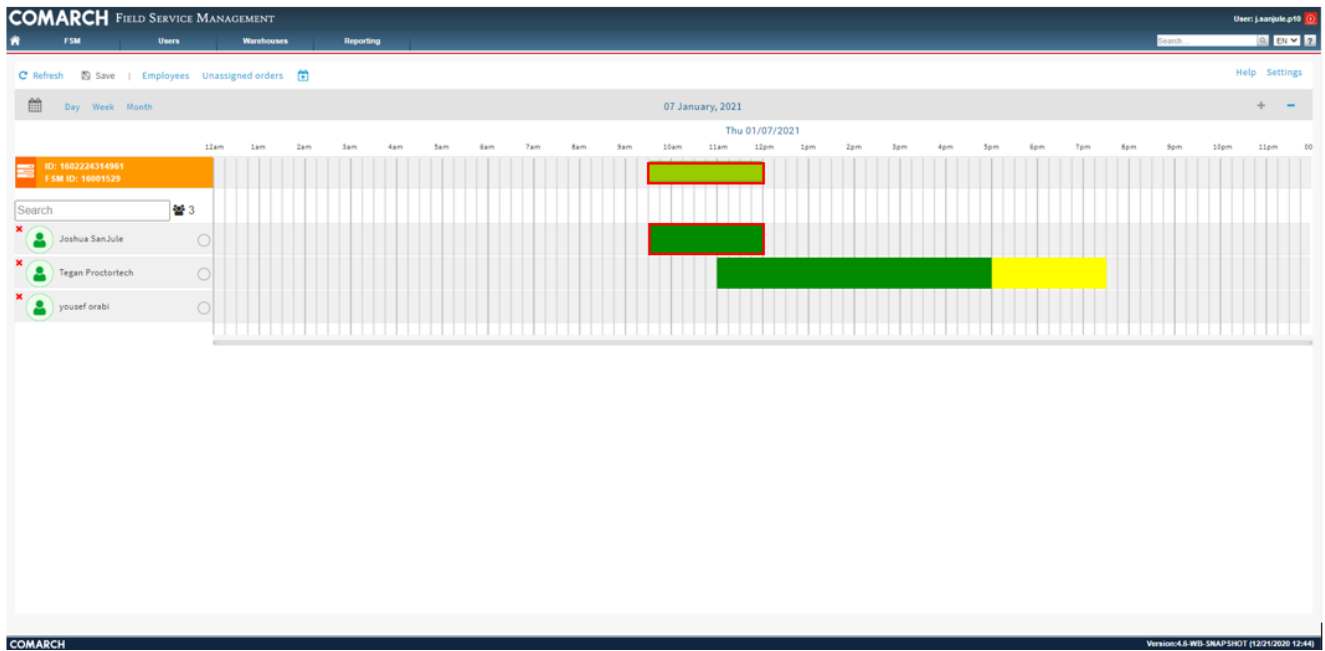 COMARCH FIELD SERVICE MANAGEMENT
User: j.sanjule.p10
FSM Users Warehouses Reporting
Search EN ?
Refresh Save | Employees Unassigned orders
Help Settings
Day Week Month
07 January, 2021
Thu 01/07/2021
12am 1am 2am 3am 4am 5am 6am 7am 8am 9am 10am 11am 12pm 1pm 2pm 3pm 4pm 5pm 6pm 7pm 8pm 9pm 10pm 11pm 00
ID: 1602224314961
FSM ID: 16001529
Search 3
Joshua SanJule
Tegan Proctortech
yousef orabi
COMARCH
Version:4.6-WB-SNAPSHOT (12/21/2020 12:44)